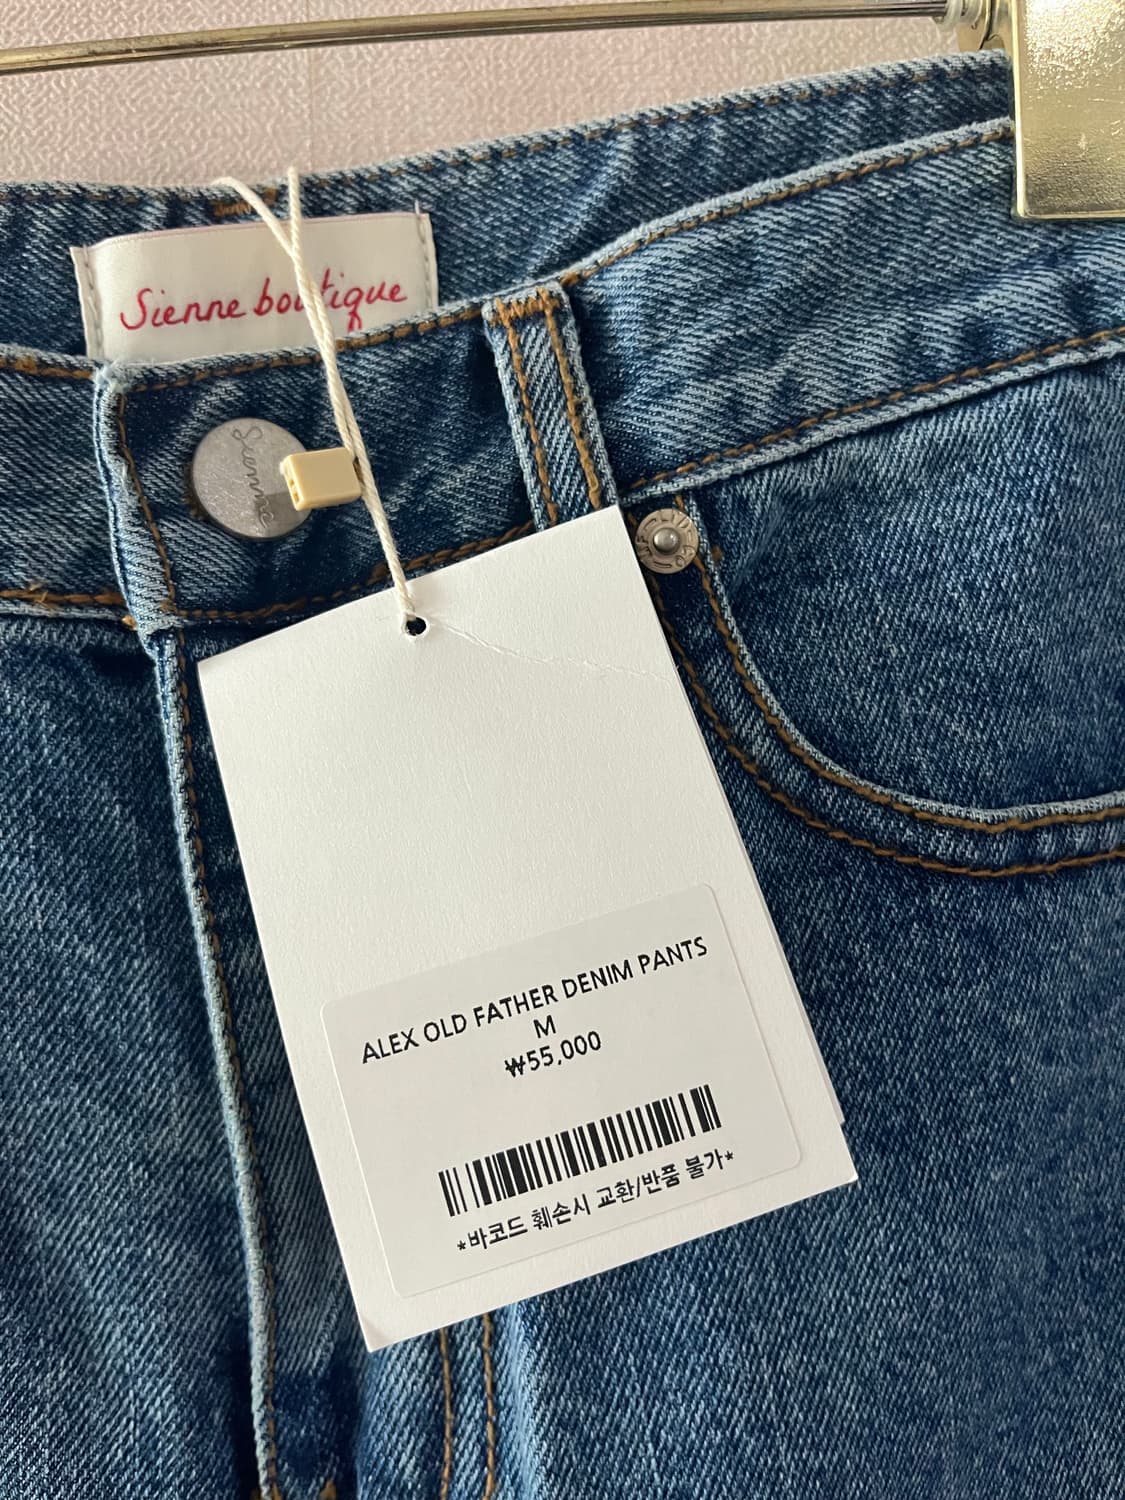 Sienne boutique
Sienne
ALEX OLD FATHER DENIM PANTS
M
₩55,000
*바코드 훼손시 교환/반품 불가*